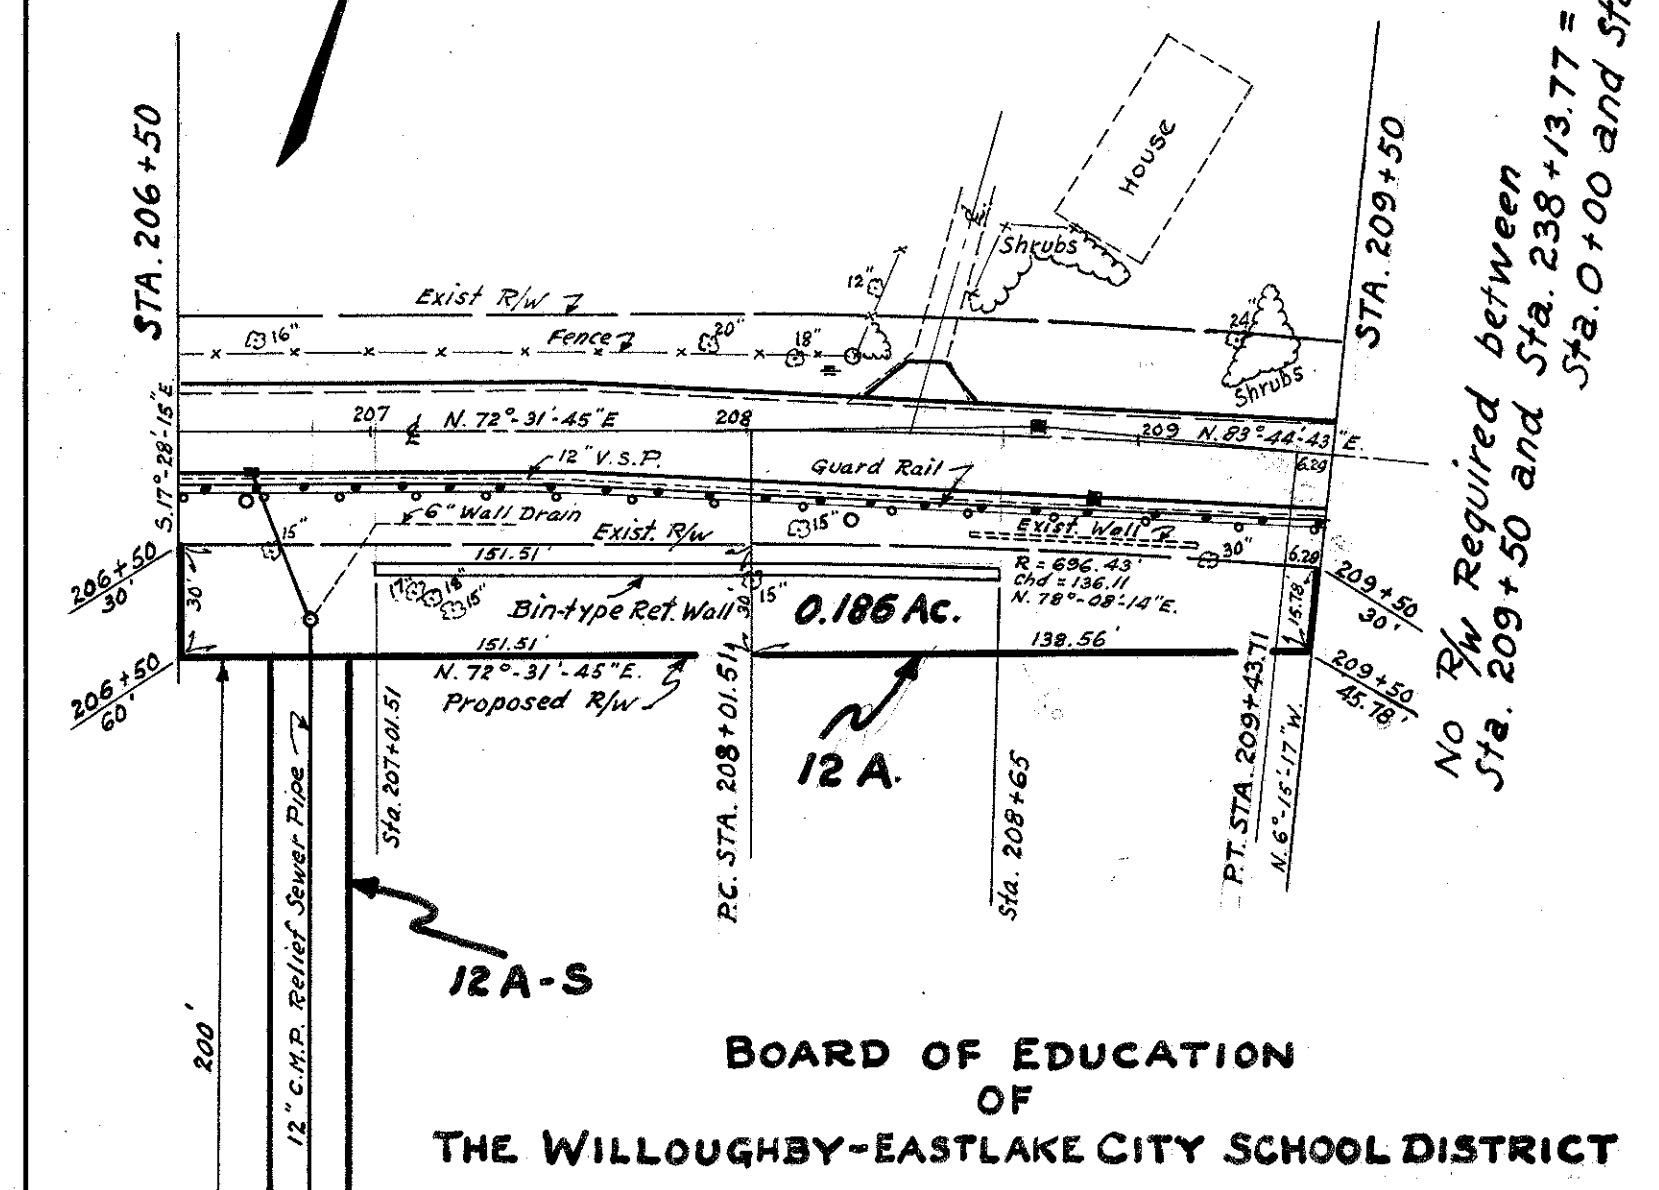 STA. 206+50
STA. 209+50
No R/W Required between
Sta. 209+50 and Sta. 238+13.77 =
Sta. 0+00 and Sta
HOUSE
Shrubs
12"
Exist R/W
16"
Fence
20"
18"
24"
Shrubs
S. 17°-28'-15" E.
207
N. 72°-31'-45" E
208
209
N. 83°-44'-43" E.
12" V.S.P.
Guard Rail
6.29
6" Wall Drain
15"
Exist. R/W
15"
Exist. Wall
30"
6.29
206+50
30'
30'
151.51'
R = 696.43'
Chd = 136.11
N. 78°-08'-14" E.
209+50
30'
17"
18"
15"
Bin-type Ret. Wall
30'
15"
0.186 Ac.
15.78'
151.51'
138.56'
206+50
60'
N. 72°-31'-45" E.
Proposed R/W
209+50
45.78'
12 A.
Sta. 207+01.51
P.C. STA. 208+01.51
Sta. 208+65
P.T. STA. 209+43.71
N. 6°-15'-17" W.
12" C.M.P. Relief Sewer Pipe
200'
12 A-S
BOARD OF EDUCATION
OF
THE WILLOUGHBY-EASTLAKE CITY SCHOOL DISTRICT